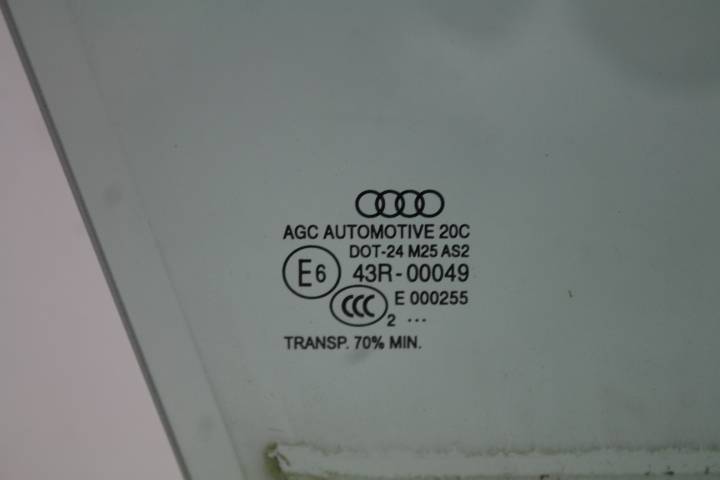 AGC AUTOMOTIVE 20C
DOT-24 M25 AS2
E6 43R-00049
CCC E 000255
2 ...
TRANSP. 70% MIN.